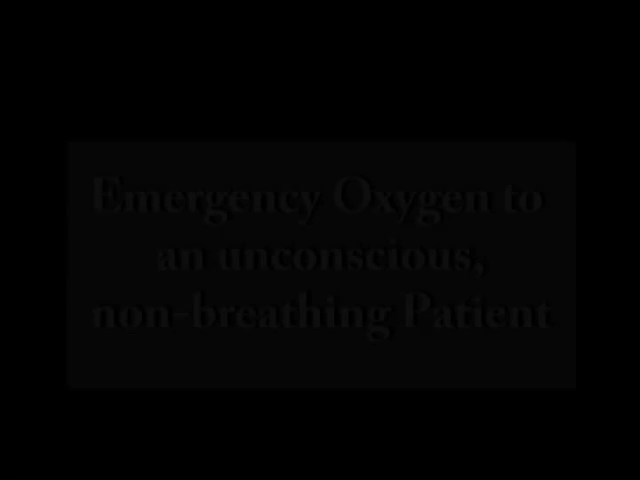 Emergency Oxygen to
an unconscious,
non-breathing Patient